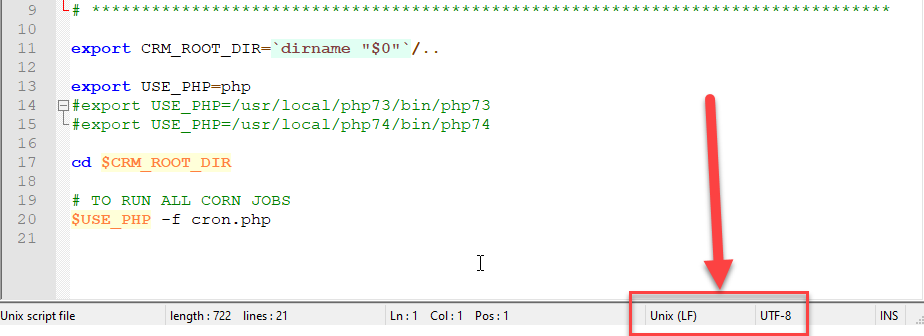 9 # ********************************************************************************
10
11 export CRM_ROOT_DIR=`dirname "$0"`/..
12
13 export USE_PHP=php
14 #export USE_PHP=/usr/local/php73/bin/php73
15 #export USE_PHP=/usr/local/php74/bin/php74
16
17 cd $CRM_ROOT_DIR
18
19 # TO RUN ALL CORN JOBS
20 $USE_PHP -f cron.php
21
Unix script file length : 722 lines : 21 Ln : 1 Col : 1 Pos : 1 Unix (LF) UTF-8 INS